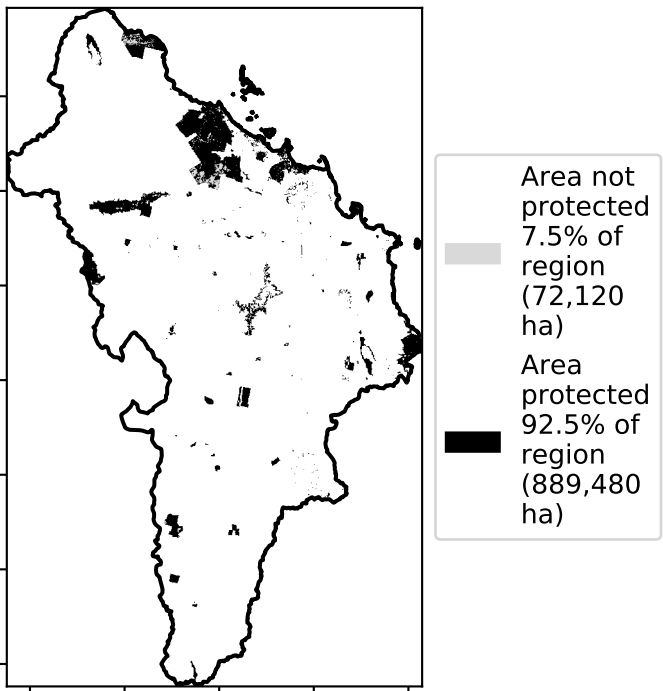 Area not
protected
7.5% of
region
(72,120
ha)
Area
protected
92.5% of
region
(889,480
ha)